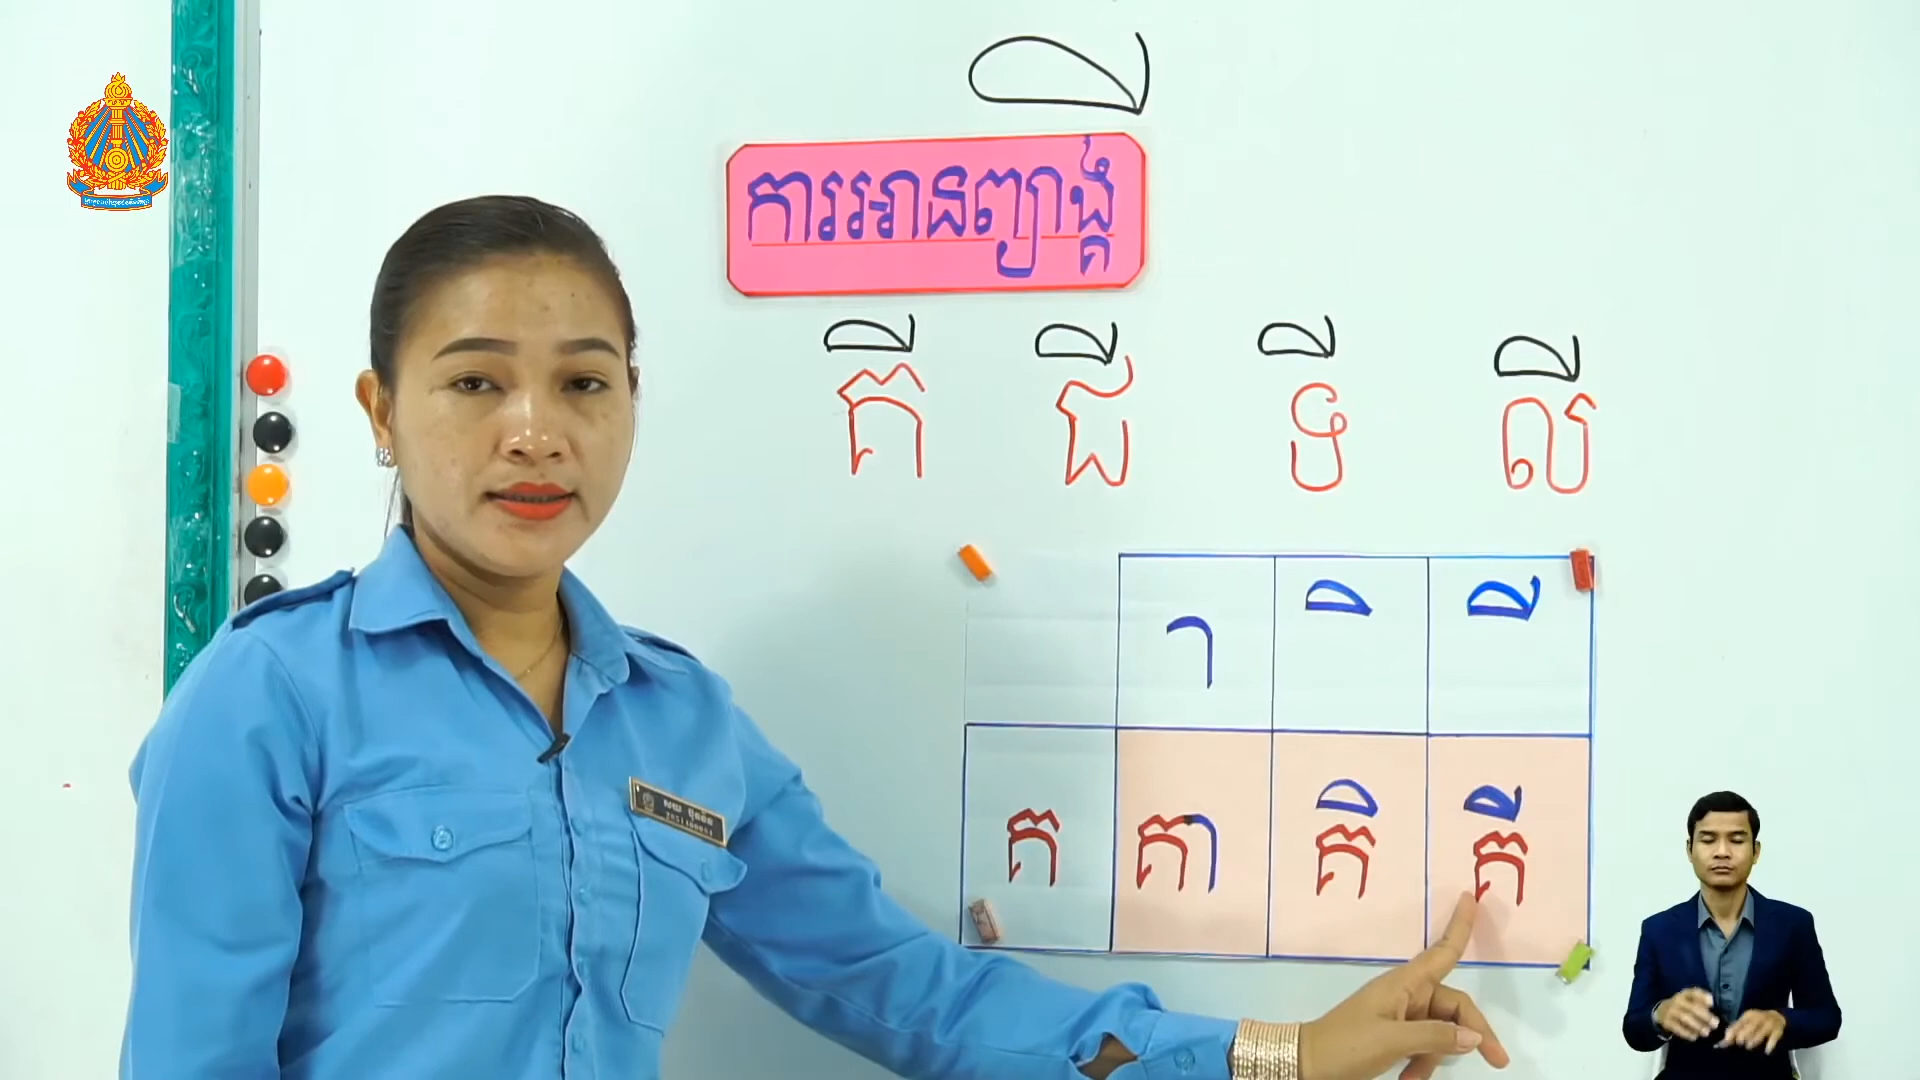 ី
ការអានព្យាង្គ
គី ជី ទី លី
ា ិ ី
គ គា គិ គី